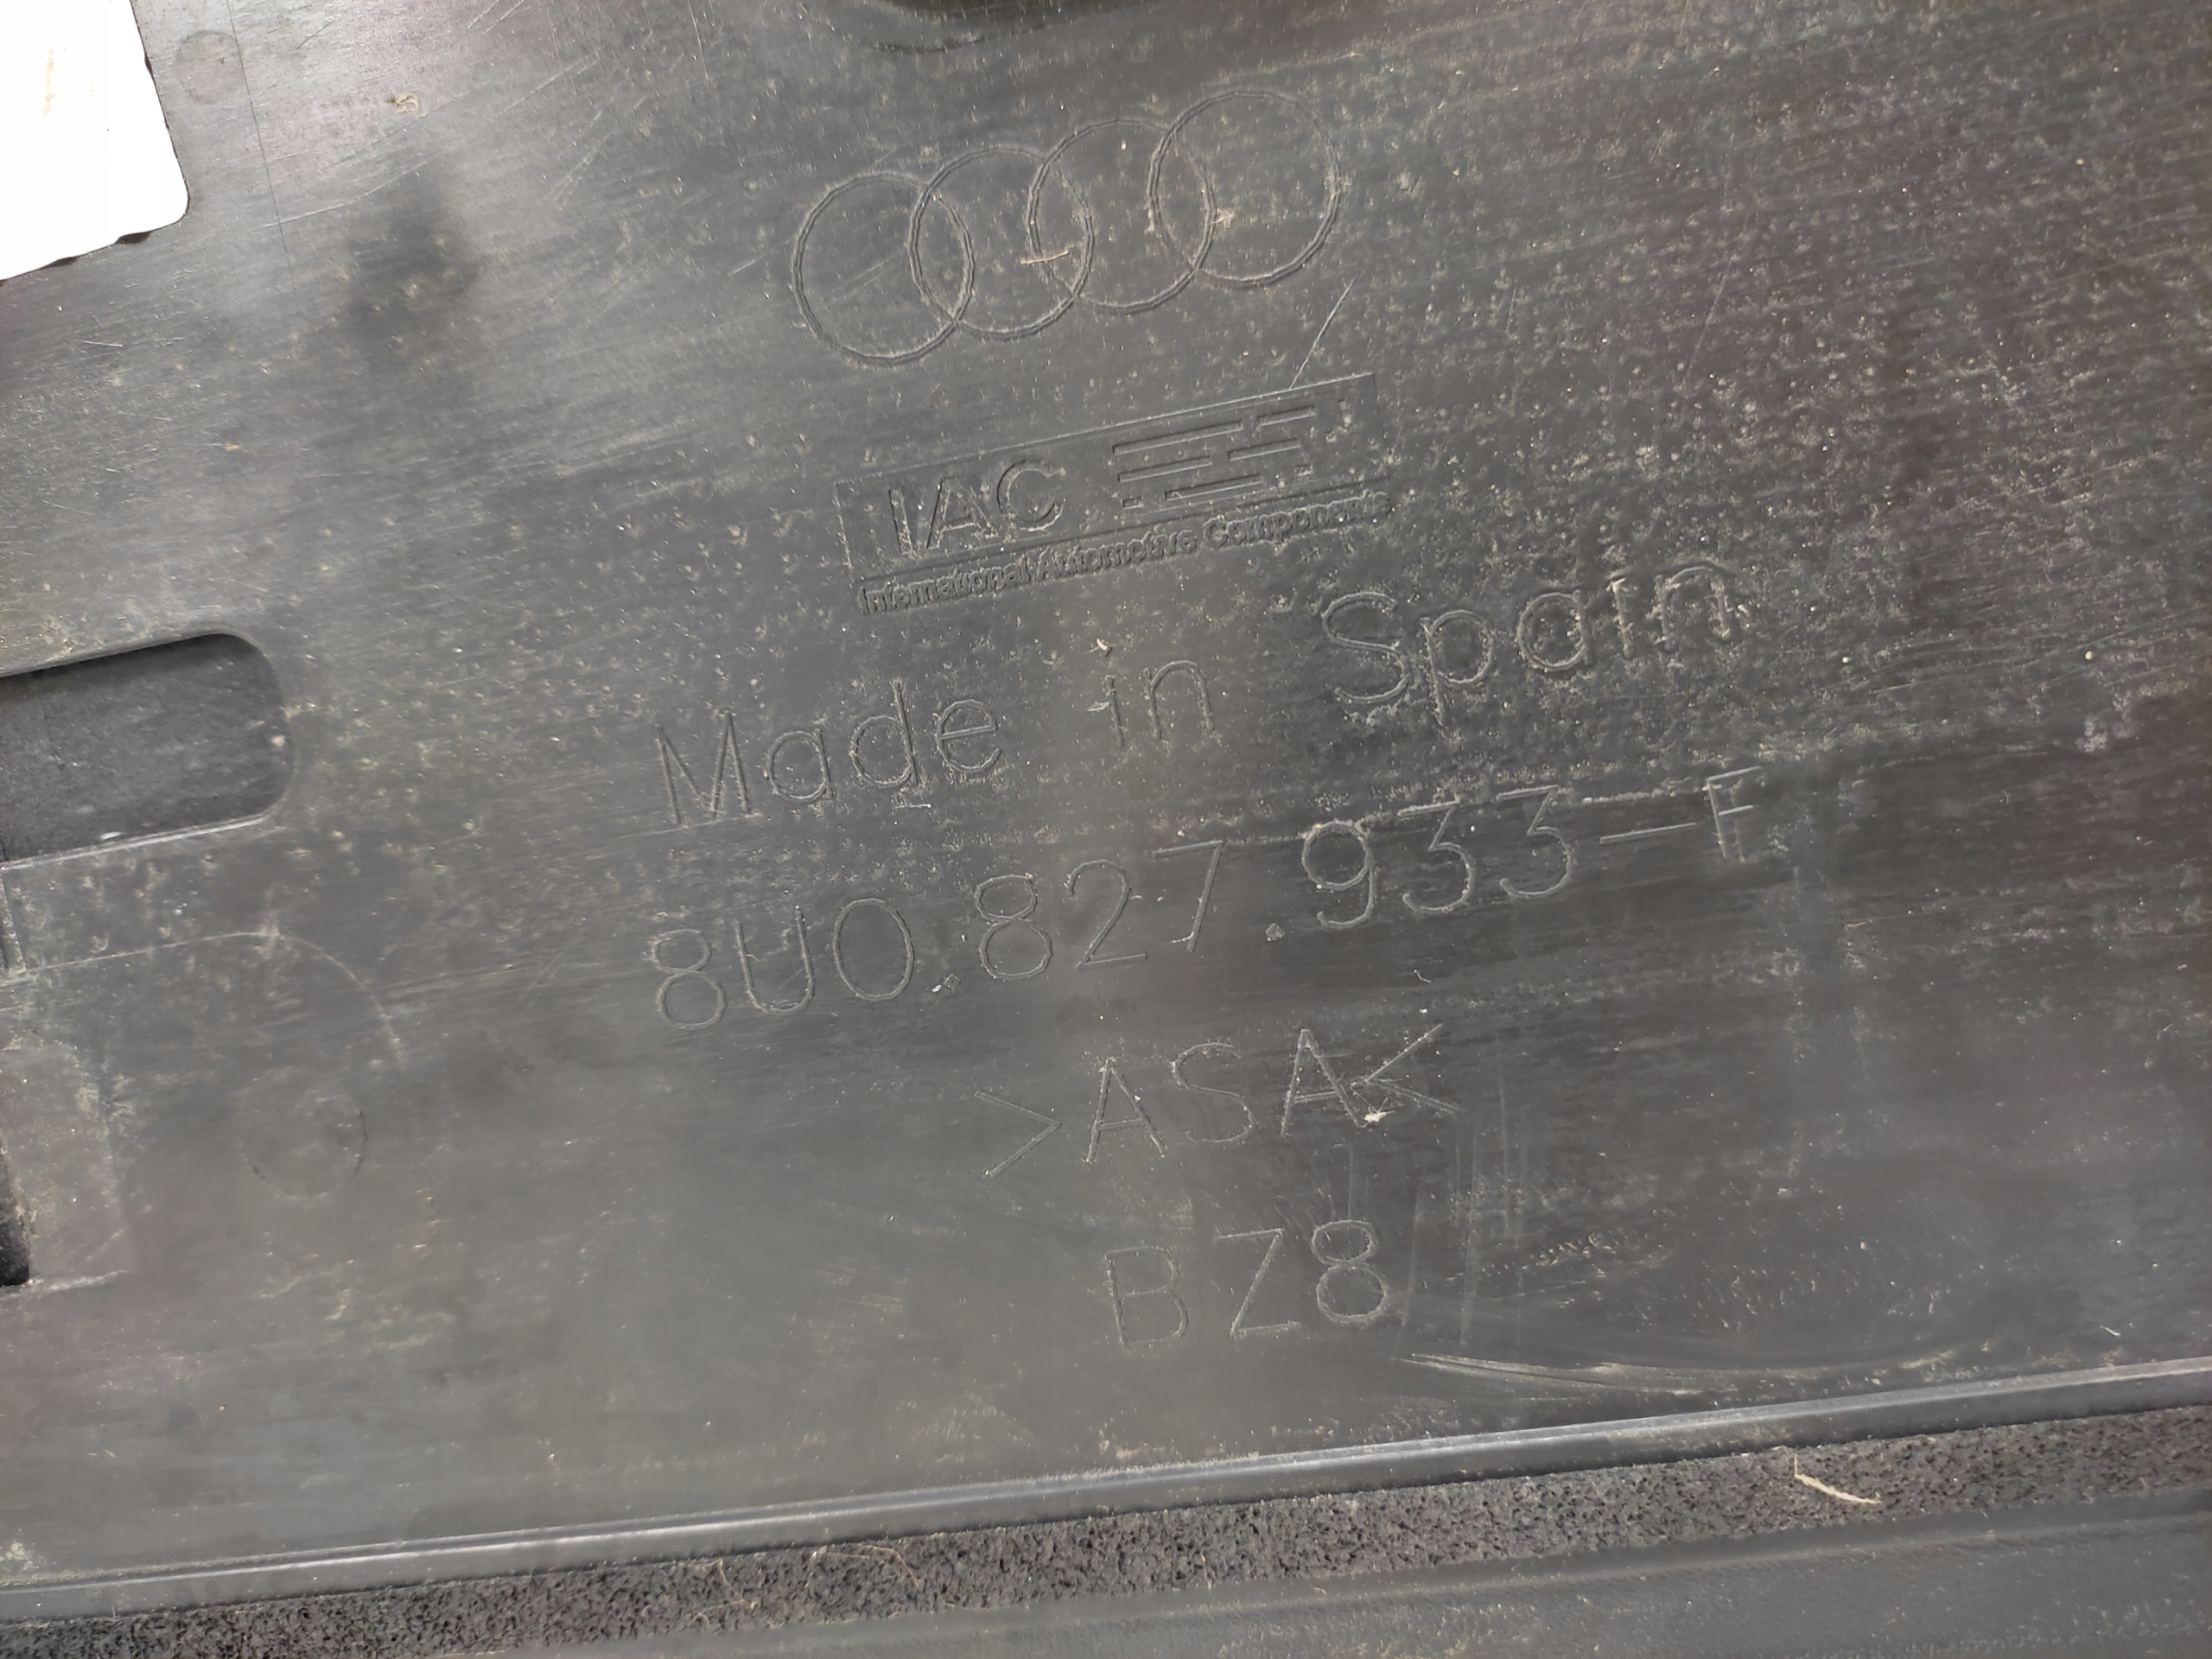 IAC
International Automotive Components
Made in Spain
8U0.827.933-F
>ASA<
BZ8